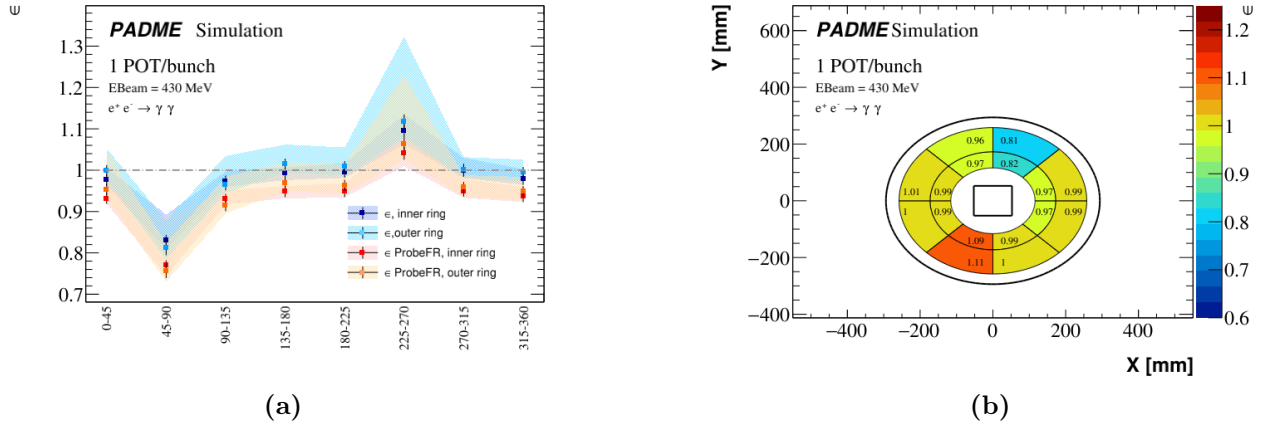 ∈
PADME Simulation
1 POT/bunch
EBeam = 430 MeV
e+ e- → γ γ
1.3
1.2
1.1
1
0.9
0.8
0.7
∈, inner ring
∈,outer ring
∈ ProbeFR, inner ring
∈ ProbeFR, outer ring
0-45
45-90
90-135
135-180
180-225
225-270
270-315
315-360
(a)
Y [mm]
600
400
200
0
−200
−400
PADME Simulation
1 POT/bunch
EBeam = 430 MeV
e+ e- → γ γ
0.96 0.81
0.97 0.82
1.01 0.99 0.97 0.99
1 0.99 0.97 0.99
1.09 0.99
1.11 1
−400 −200 0 200 400
X [mm]
∈
1.2
1.1
1
0.9
0.8
0.7
0.6
(b)